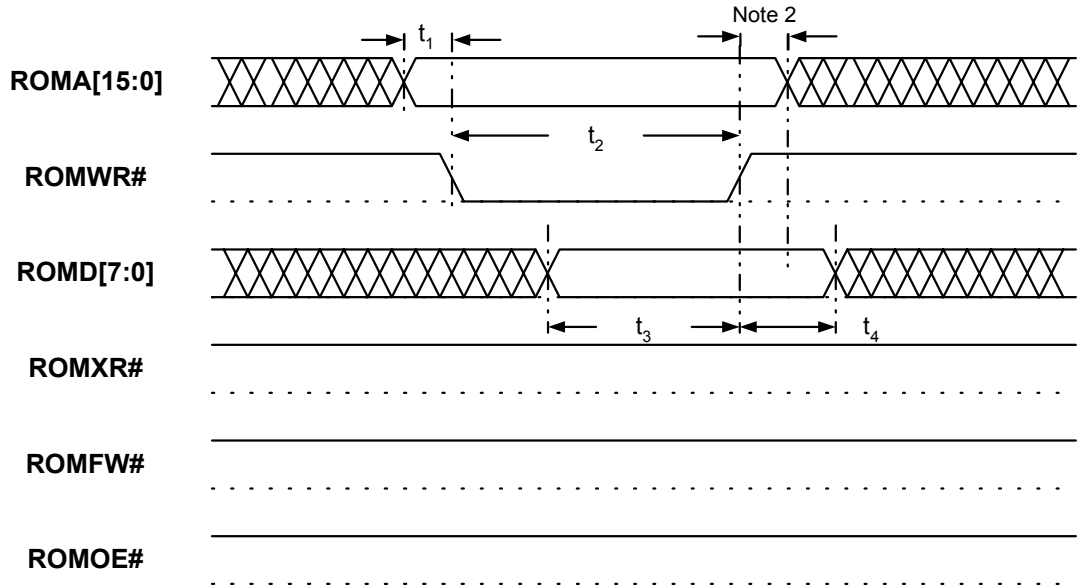 Note 2
t1
ROMA[15:0]
t2
ROMWR#
ROMD[7:0]
t3
t4
ROMXR#
ROMFW#
ROMOE#